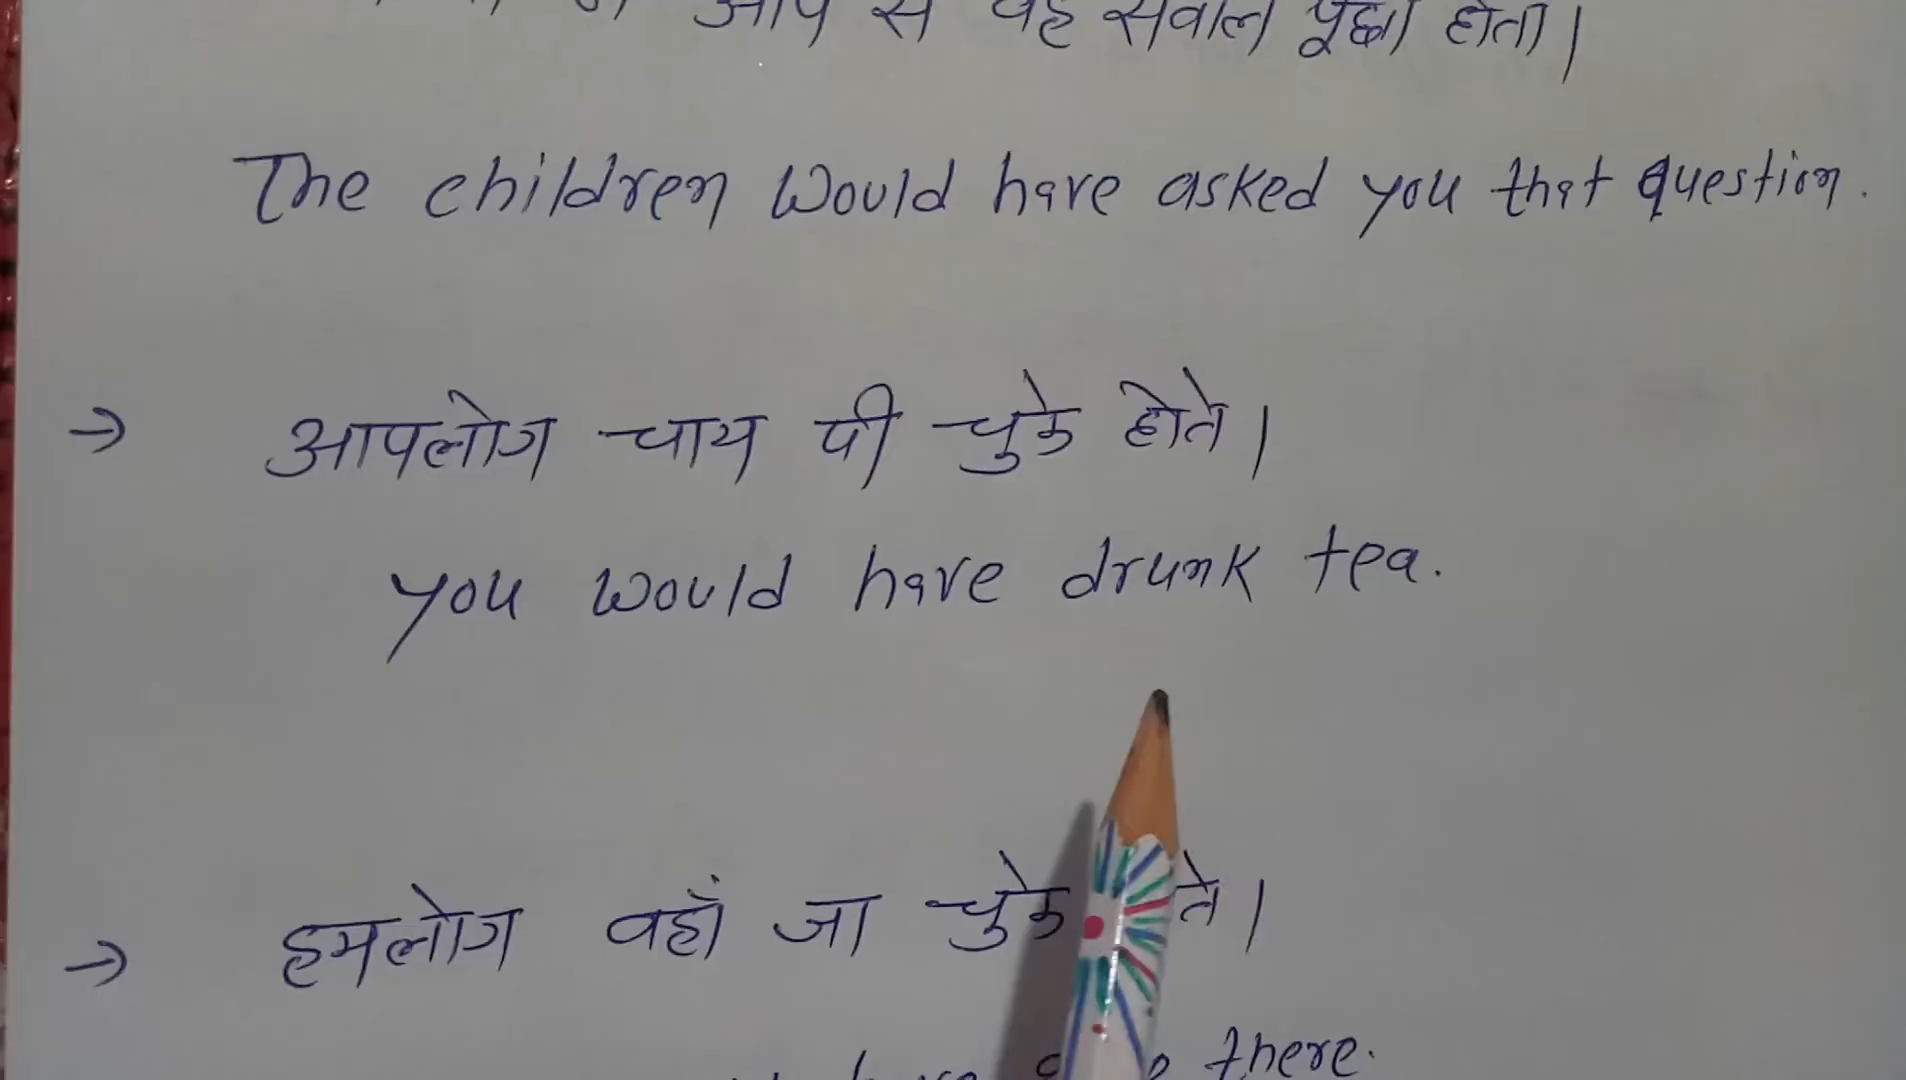 आप से वह सवाल पूछा होता।
The children would have asked you that question.
→ आपलोग चाय पी चुके होते।
you would have drunk tea.
→ हमलोग वहाँ जा चुके ते।
have there.